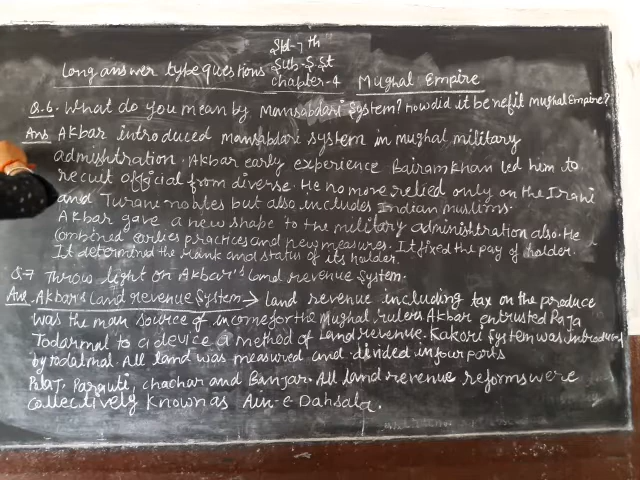 Std-7th
Sub-S.St
Long answer type questions Chapter-4 Mughal Empire
Q.6. What do you mean by Mansabdari System? How did it benefit Mughal Empire?
Ans Akbar introduced mansabdari system in mughal military
admishtration. Akbar early experience Bairam Khan led him to
recuit official from diverse. He no more relied only on the Irani
and Turani nobles but also includes Indian muslims.
Akbar gave a new shape to the military administration also. He
Combined earlies practices and new measures. It fixed the pay of holder.
It determined the Rank and status of its holder.
Q.7 Throw light on Akbar's land revenue System.
Ans Akbar's Land revenue System → land revenue including tax on the produce
was the main source of income for the Mughal rulers Akbar entrusted Raja
Todarmal to a device a method of Land revenue. Kakori System was introduced
by todalmal. All land was measured and divided in four parts
Polaj. Parauti, chachar and Banjar. All land revenue reforms were
Collectively Known as Ain-e Dahsala.